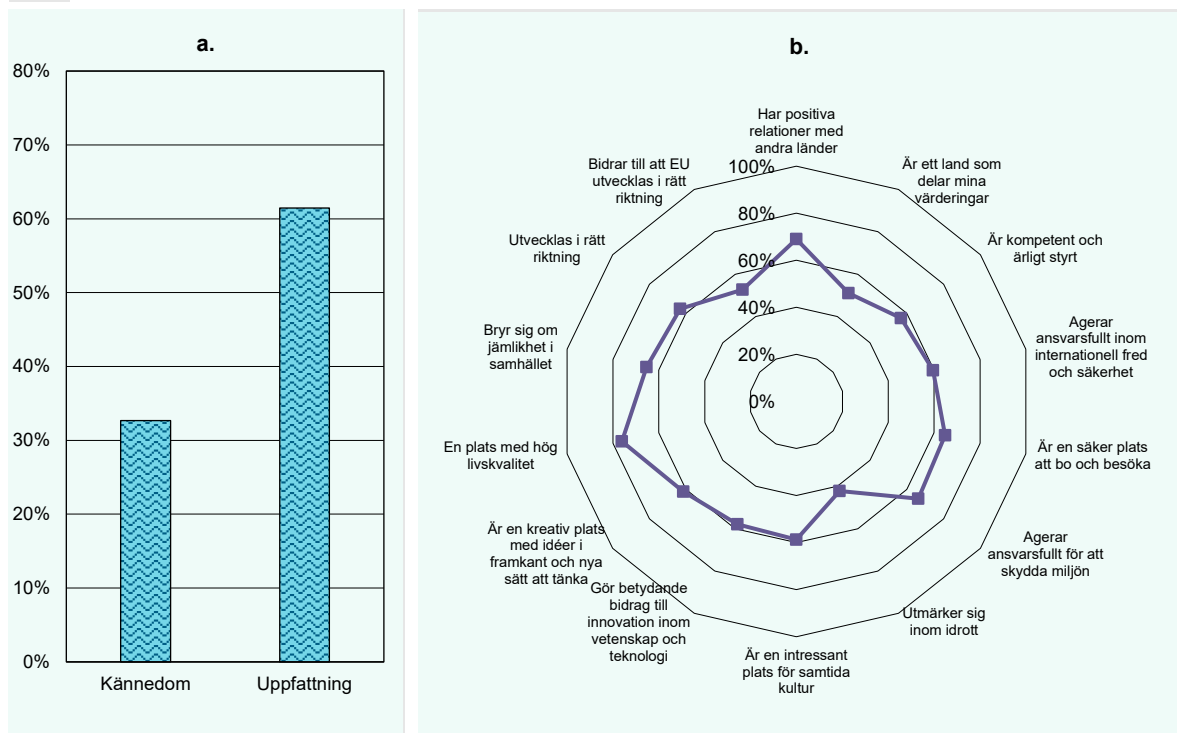 a.
80%
70%
60%
50%
40%
30%
20%
10%
0%
Kännedom
Uppfattning
b.
Har positiva
relationer med
andra länder
Är ett land som
delar mina
värderingar
Är kompetent och
ärligt styrt
Agerar
ansvarsfullt inom
internationell fred
och säkerhet
Är en säker plats
att bo och besöka
Agerar
ansvarsfullt för att
skydda miljön
Utmärker sig
inom idrott
Är en intressant
plats för samtida
kultur
Gör betydande
bidrag till
innovation inom
vetenskap och
teknologi
Är en kreativ plats
med idéer i
framkant och nya
sätt att tänka
En plats med hög
livskvalitet
Bryr sig om
jämlikhet i
samhället
Utvecklas i rätt
riktning
Bidrar till att EU
utvecklas i rätt
riktning
100%
80%
60%
40%
20%
0%